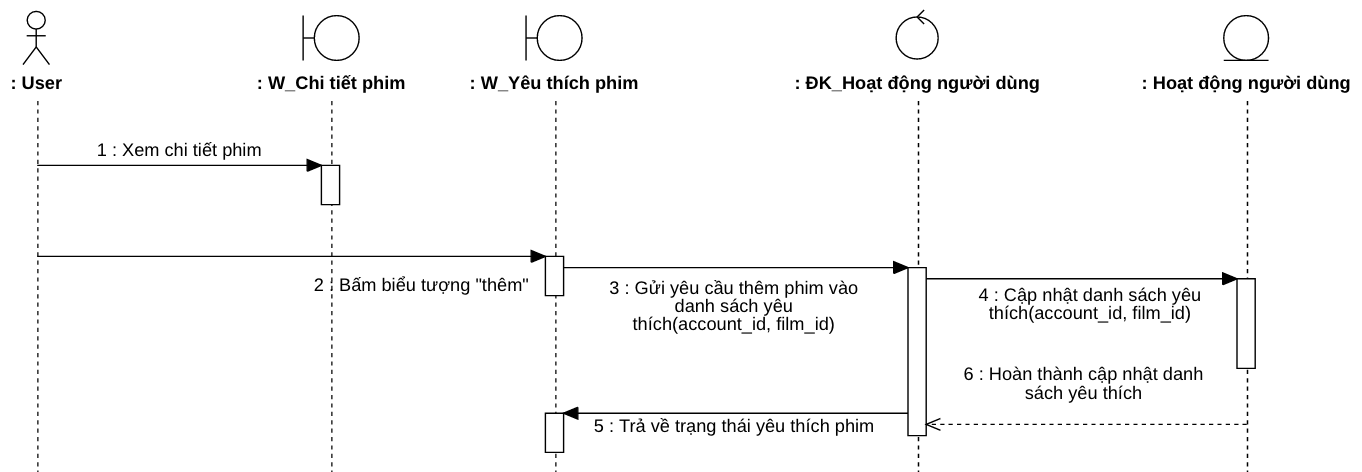 : User
: W_Chi tiết phim
: W_Yêu thích phim
: ĐK_Hoạt động người dùng
: Hoạt động người dùng
1 : Xem chi tiết phim
2 : Bấm biểu tượng "thêm"
3 : Gửi yêu cầu thêm phim vào
danh sách yêu
thích(account_id, film_id)
4 : Cập nhật danh sách yêu
thích(account_id, film_id)
6 : Hoàn thành cập nhật danh
sách yêu thích
5 : Trả về trạng thái yêu thích phim